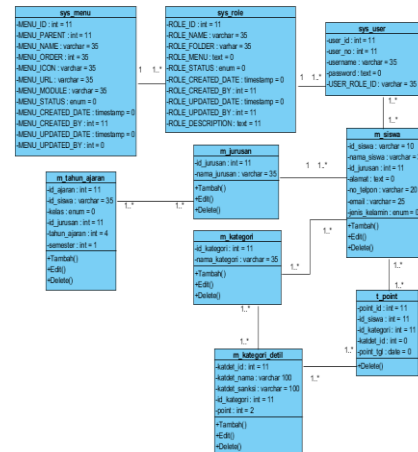 sys_menu
-MENU_ID : int = 11
-MENU_PARENT : int = 11
-MENU_NAME : varchar = 35
-MENU_ORDER : int = 35
-MENU_ICON : varchar = 35
-MENU_URL : varchar = 35
-MENU_MODULE : varchar = 35
-MENU_STATUS : enum = 0
-MENU_CREATED_DATE : timestamp = 0
-MENU_CREATED_BY : int = 11
-MENU_UPDATED_DATE : timestamp = 0
-MENU_UPDATED_BY : int = 0
1
1..*
sys_role
-ROLE_ID : int = 11
-ROLE_NAME : varchar = 35
-ROLE_FOLDER : varhar = 35
-ROLE_MENU : text = 0
-ROLE_STATUS : enum = 0
-ROLE_CREATED_DATE : timestamp = 0
-ROLE_CREATED_BY : int = 11
-ROLE_UPDATED_DATE : timestamp = 0
-ROLE_UPDATED_BY : int = 11
-ROLE_DESCRIPTION : text = 11
1
1..*
sys_user
-user_id : int = 11
-user_no : int = 11
-username : varchar = 35
-password : text = 0
-USER_ROLE_ID : varchar = 35
1..*
1..*
m_siswa
-id_siswa : varchar = 10
-nama_siswa : varchar =
-id_jurusan : int = 11
-alamat : text = 0
-no_telpon : varchar = 20
-email : varchar = 25
-jenis_kelamin : enum = 0
+Tambah()
+Edit()
+Delete()
m_jurusan
-id_jurusan : int = 11
-nama_jurusan : varchar = 35
+Tambah()
+Edit()
+Delete()
1
1..*
m_tahun_ajaran
-id_ajaran : int = 11
-id_siswa : varchar = 35
-kelas : enum = 0
-id_jurusan : int = 11
-tahun_ajaran : int = 4
-semester : int = 1
+Tambah()
+Edit()
+Delete()
1..*
1..*
m_kategori
-id_kategori : int = 11
-nama_kategori : varchar = 35
+Tambah()
+Edit()
+Delete()
1..*
1..*
1..*
1..*
1..*
1..*
t_point
-point_id : int = 11
-id_siswa : int = 11
-id_kategori : int = 11
-katdet_id : int = 0
-point_tgl : date = 0
+Delete()
m_kategori_detil
-katdet_id : int = 11
-katdet_nama : varchar 100
-katdet_sanksi : varchar = 100
-id_kategori : int = 11
-point : int = 2
+Tambah()
+Edit()
+Delete()
1..*
1..*